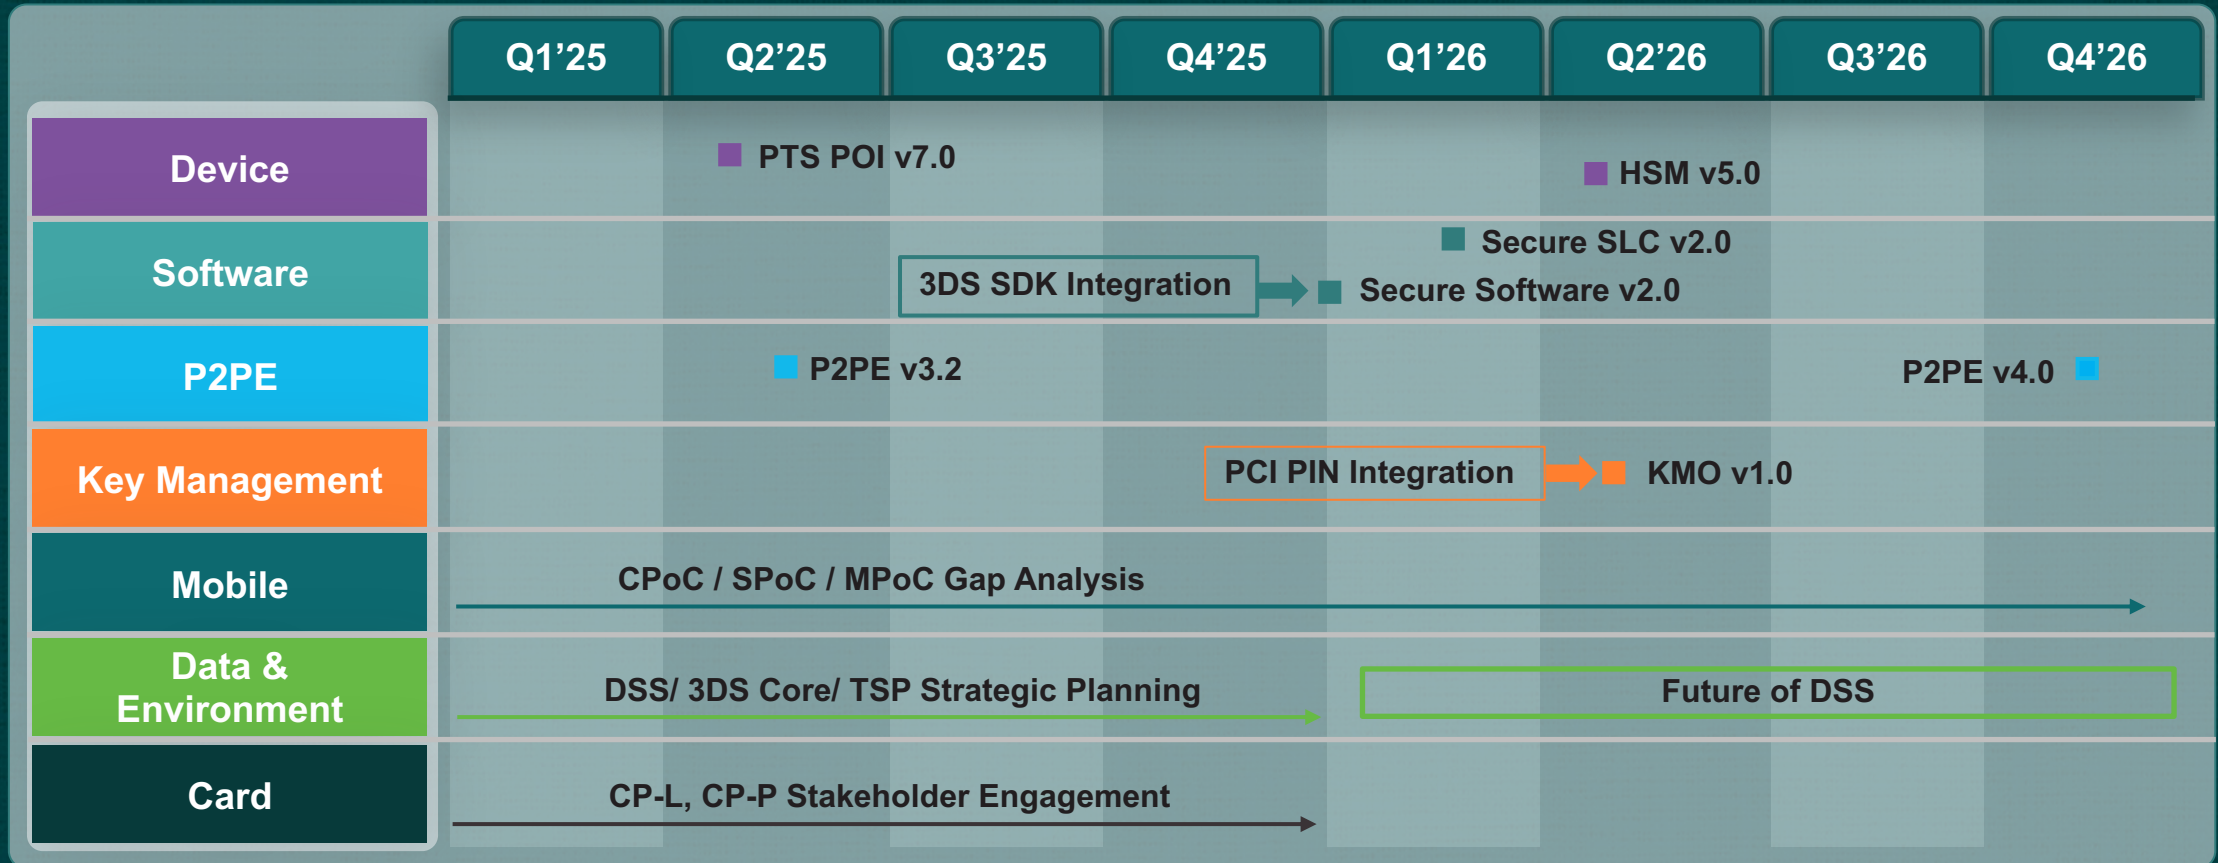 Q1’25
Q2’25
Q3’25
Q4’25
Q1’26
Q2’26
Q3’26
Q4’26
Device
PTS POI v7.0
HSM v5.0
Software
Secure SLC v2.0
3DS SDK Integration
Secure Software v2.0
P2PE
P2PE v3.2
P2PE v4.0
Key Management
PCI PIN Integration
KMO v1.0
Mobile
CPoC / SPoC / MPoC Gap Analysis
Data &
Environment
DSS/ 3DS Core/ TSP Strategic Planning
Future of DSS
Card
CP-L, CP-P Stakeholder Engagement